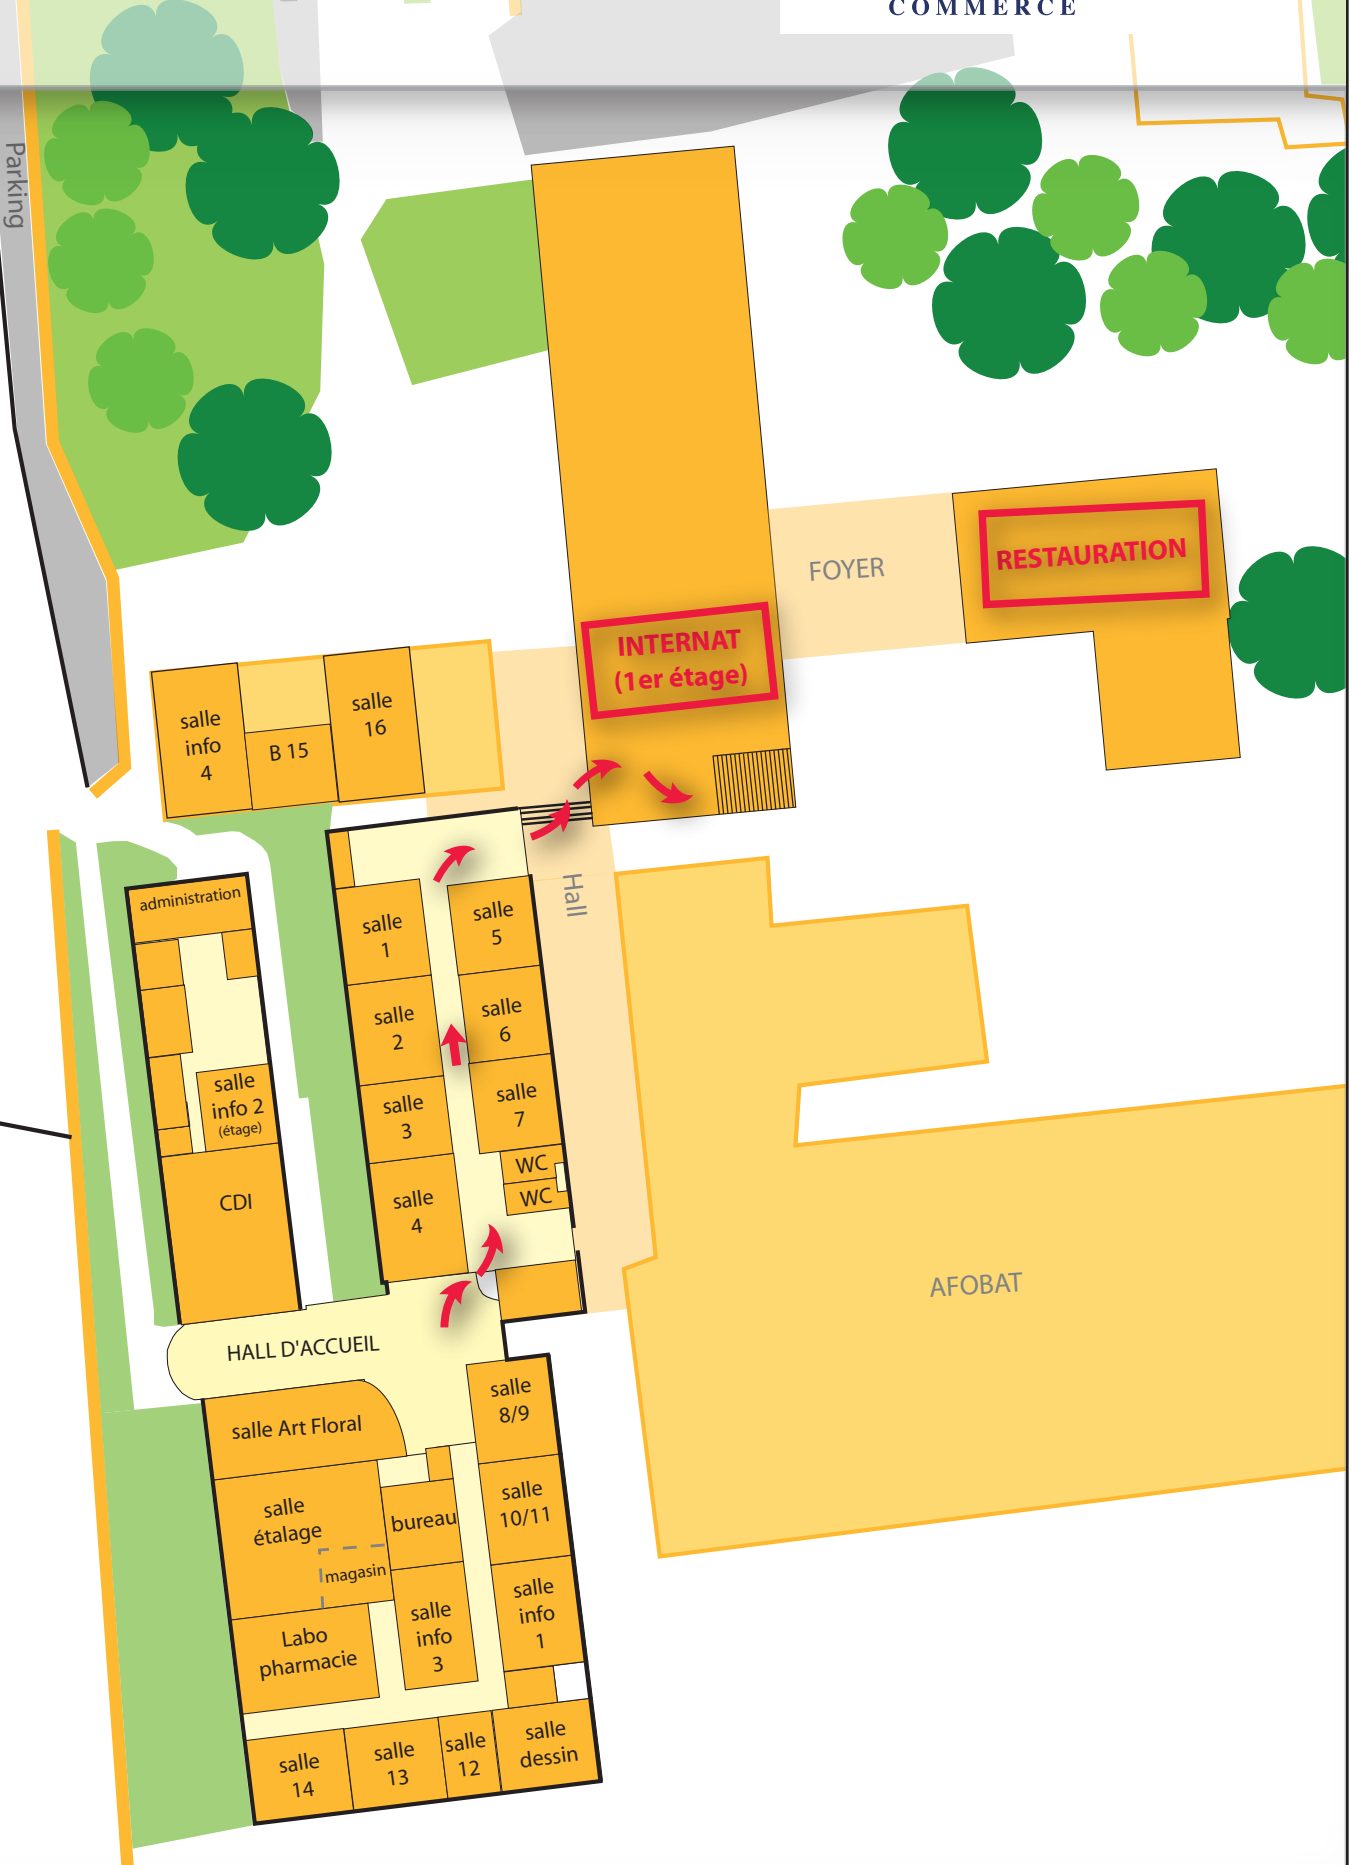 COMMERCE
Parking
FOYER
RESTAURATION
INTERNAT
(1er étage)
salle
info
4
B 15
salle
16
Hall
administration
salle
1
salle
5
salle
2
salle
6
salle
info 2
(étage)
salle
3
salle
7
WC
WC
CDI
salle
4
AFOBAT
HALL D'ACCUEIL
salle
8/9
salle Art Floral
salle
étalage
bureau
salle
10/11
magasin
salle
info
3
salle
info
1
Labo
pharmacie
salle
14
salle
13
salle
12
salle
dessin